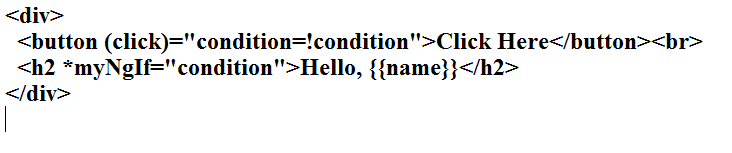 <div>
  <button (click)="condition=!condition">Click Here</button><br>
  <h2 *myNgIf="condition">Hello, {{name}}</h2>
</div>